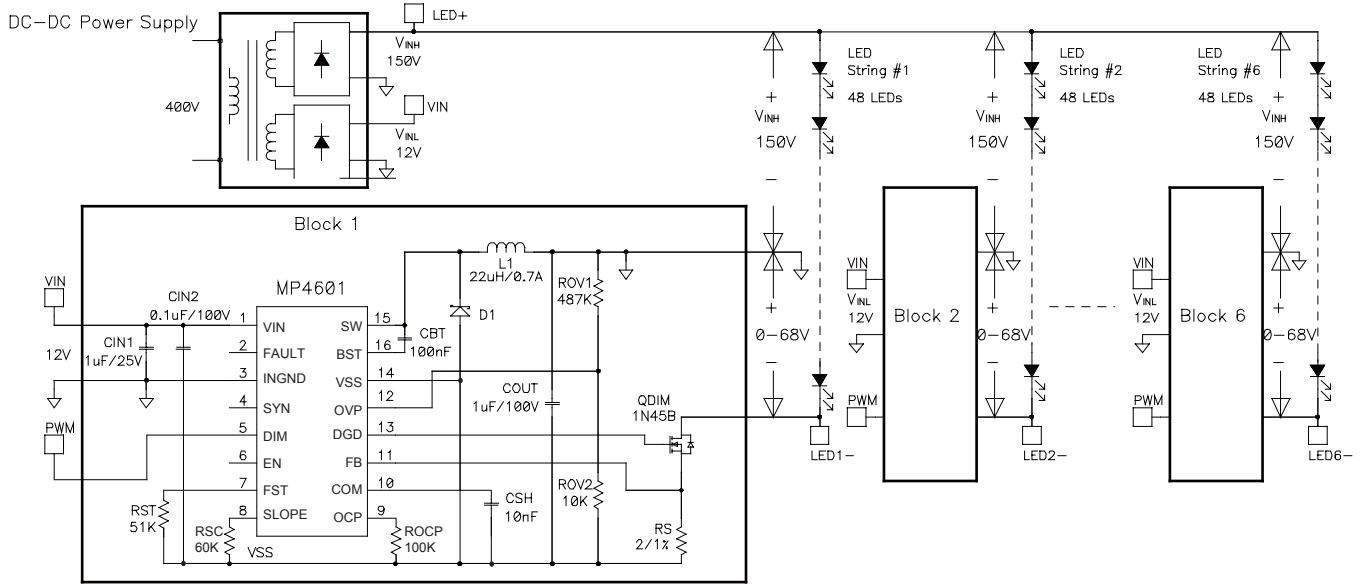 DC-DC Power Supply
LED+
VINH
150V
400V
VIN
VINL
12V
LED
String #1
48 LEDs
+
VINH
150V
−
LED
String #2
48 LEDs
+
VINH
150V
−
LED
String #6
48 LEDs
+
VINH
150V
−
Block 1
L1
22uH/0.7A
ROV1
487K
VIN
CIN2
0.1uF/100V
MP4601
D1
12V
CIN1
1uF/25V
1 VIN
2 FAULT
3 INGND
4 SYN
5 DIM
6 EN
7 FST
8 SLOPE
SW 15
BST 16
VSS 14
OVP 12
DGD 13
FB 11
COM 10
OCP 9
CBT
100nF
COUT
1uF/100V
QDIM
1N45B
PWM
RST
51K
RSC
60K
VSS
ROCP
100K
CSH
10nF
ROV2
10K
RS
2/1%
+
0-68V
−
LED1-
VIN
VINL
12V
PWM
Block 2
+
0-68V
−
LED2-
VIN
VINL
12V
PWM
Block 6
+
0-68V
−
LED6-